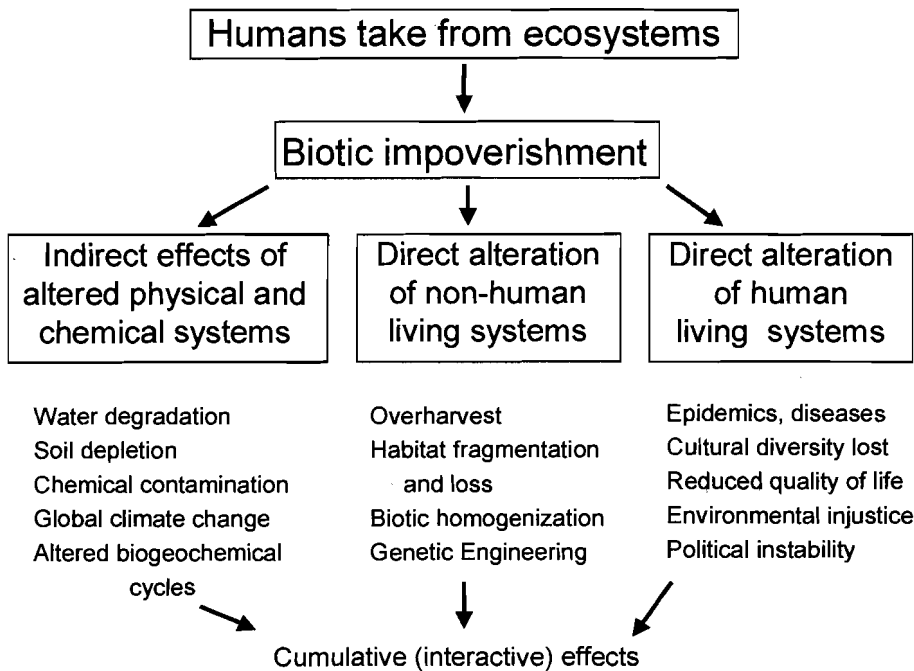 Humans take from ecosystems
Biotic impoverishment
Indirect effects of
altered physical and
chemical systems
Direct alteration
of non-human
living systems
Direct alteration
of human
living systems
Water degradation
Soil depletion
Chemical contamination
Global climate change
Altered biogeochemical
cycles
Overharvest
Habitat fragmentation
and loss
Biotic homogenization
Genetic Engineering
Epidemics, diseases
Cultural diversity lost
Reduced quality of life
Environmental injustice
Political instability
Cumulative (interactive) effects